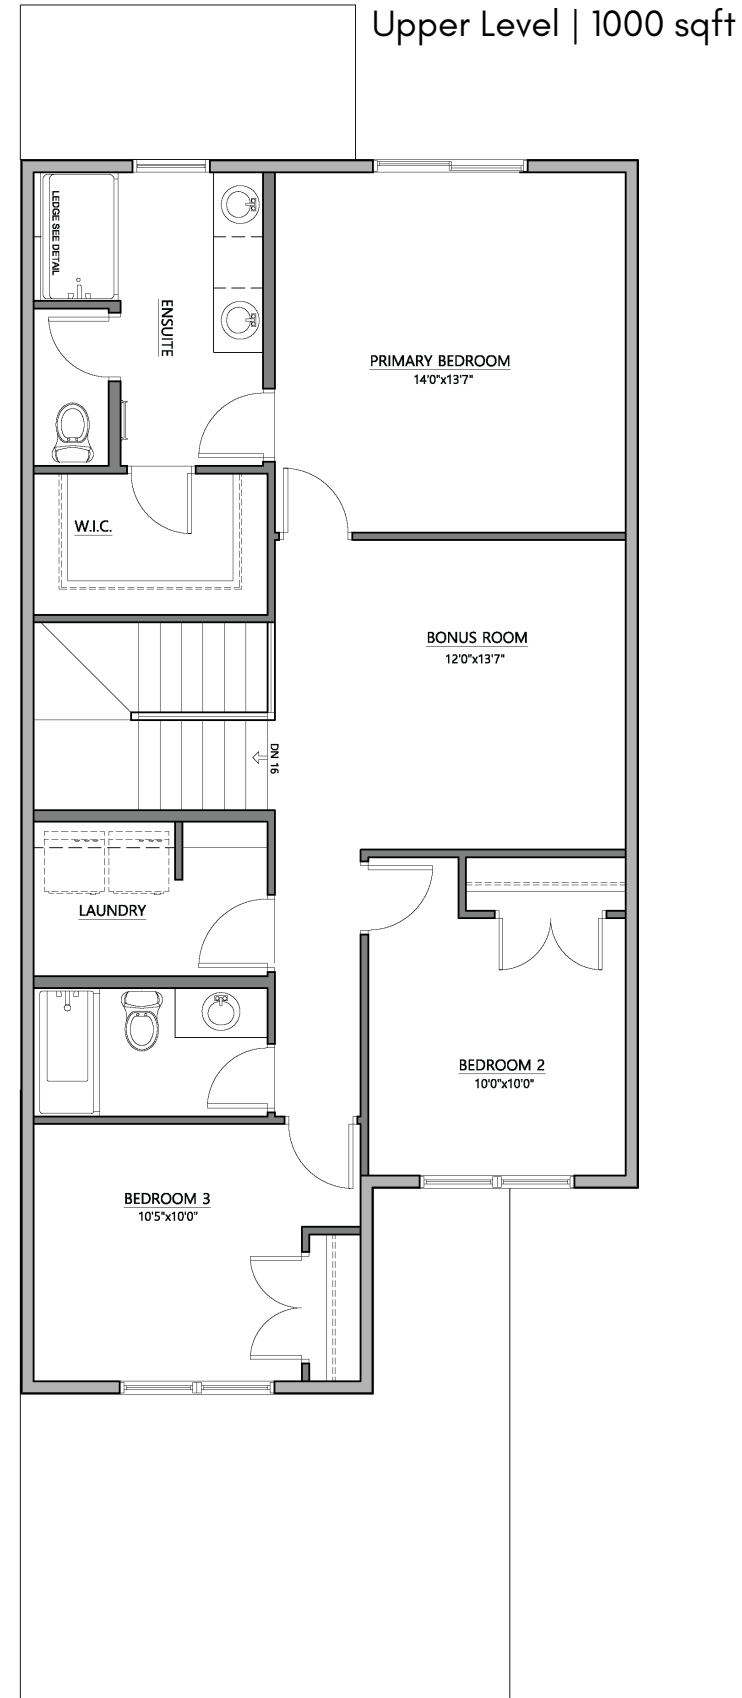 Upper Level | 1000 sqft
LEDGE SEE DETAIL
ENSUITE
PRIMARY BEDROOM
14'0"x13'7"
W.I.C.
BONUS ROOM
12'0"x13'7"
DN 16
LAUNDRY
BEDROOM 2
10'0"x10'0"
BEDROOM 3
10'5"x10'0"